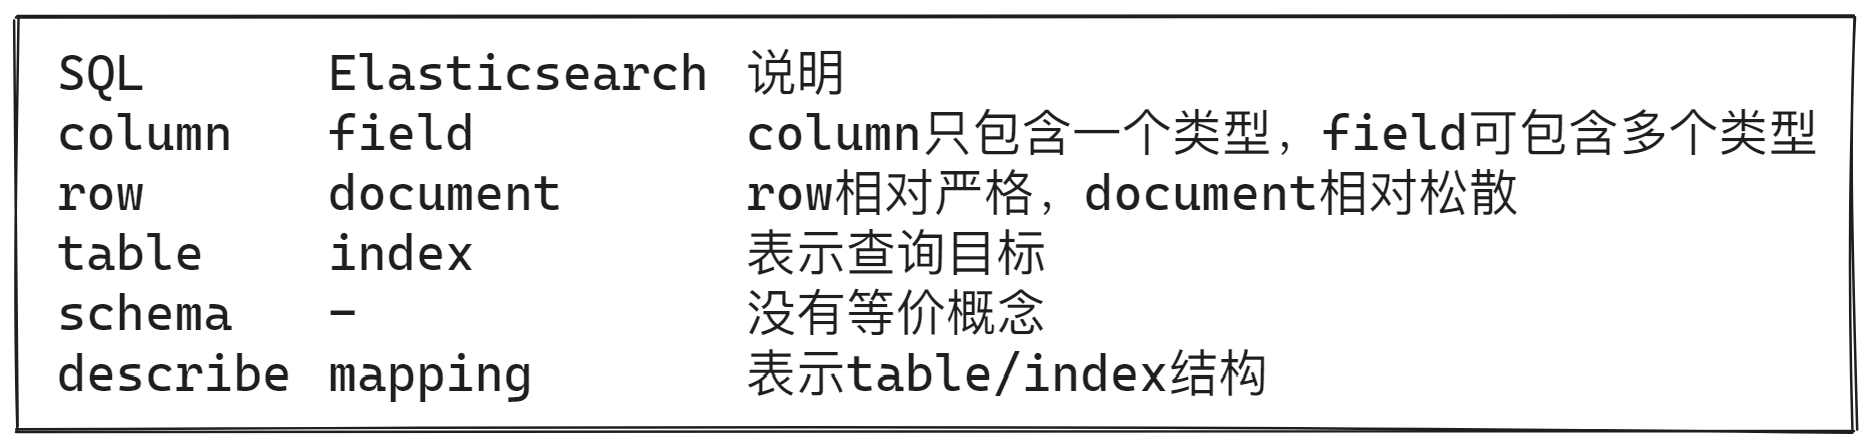 SQL Elasticsearch 说明
column field column只包含一个类型，field可包含多个类型
row document row相对严格，document相对松散
table index 表示查询目标
schema - 没有等价概念
describe mapping 表示table/index结构